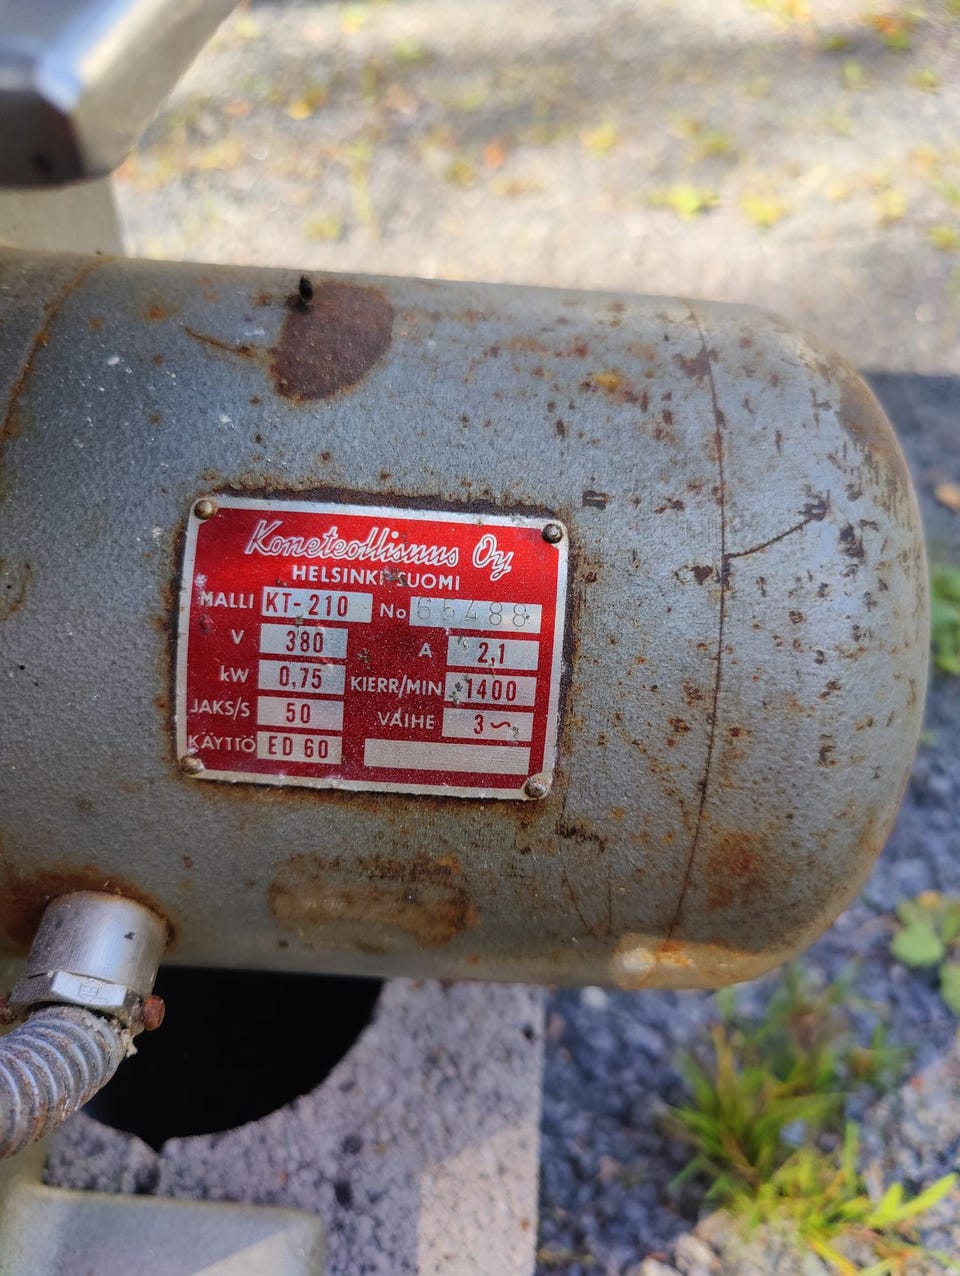 Koneteollisuus Oy
HELSINKI-SUOMI
MALLI KT-210 No 65488
V 380 A 2,1
kW 0,75 KIERR/MIN 1400
JAKS/S 50 VAIHE 3~
KÄYTTÖ ED 60